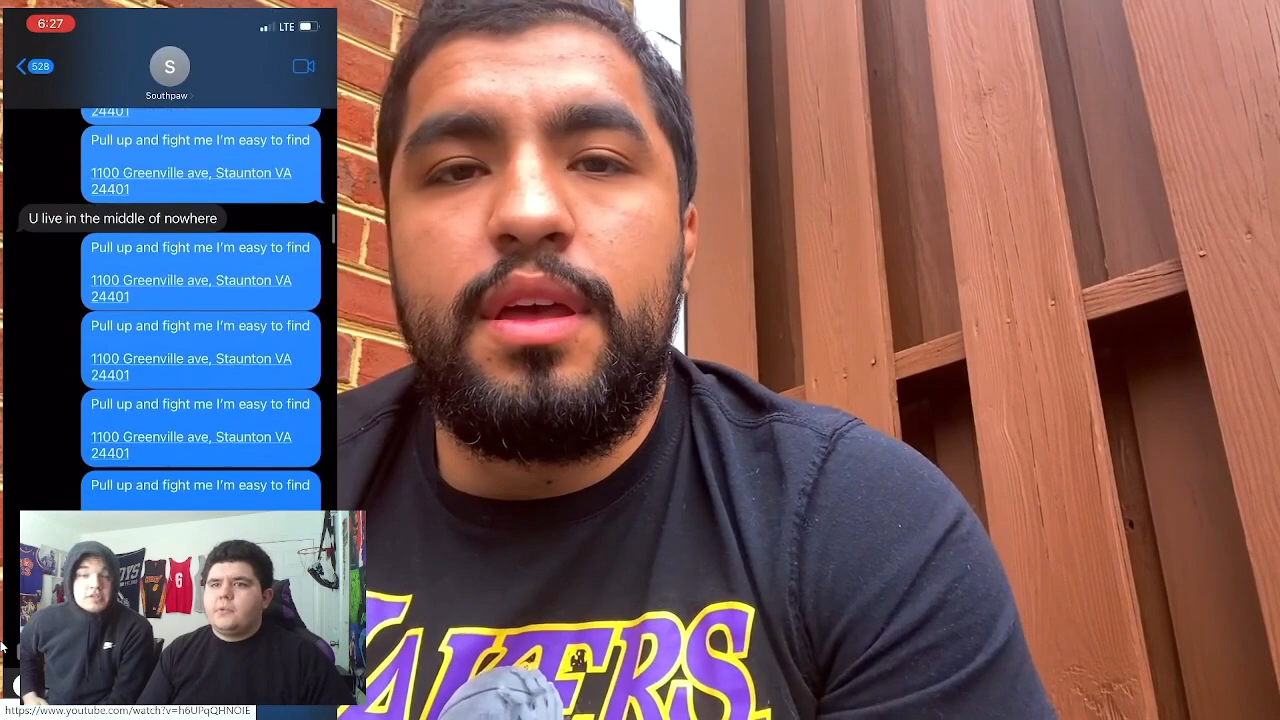 6:27
LTE
528
S
Southpaw
24401
Pull up and fight me I'm easy to find
1100 Greenville ave, Staunton VA
24401
U live in the middle of nowhere
Pull up and fight me I'm easy to find
1100 Greenville ave, Staunton VA
24401
Pull up and fight me I'm easy to find
1100 Greenville ave, Staunton VA
24401
Pull up and fight me I'm easy to find
1100 Greenville ave, Staunton VA
24401
Pull up and fight me I'm easy to find
6
LAKERS
https://www.youtube.com/watch?v=h6UPqQHNOIE